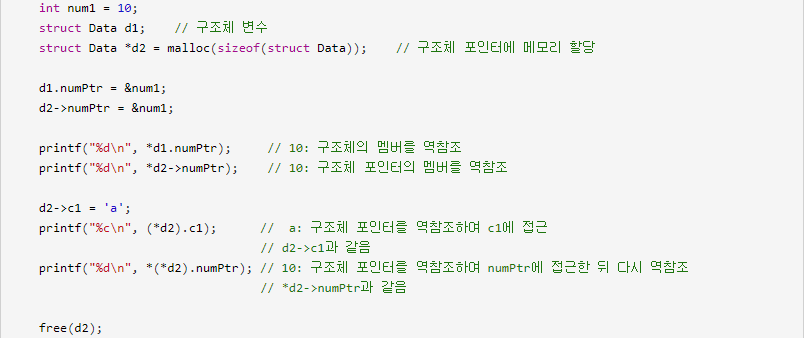 int num1 = 10;
struct Data d1;    // 구조체 변수
struct Data *d2 = malloc(sizeof(struct Data));    // 구조체 포인터에 메모리 할당
d1.numPtr = &num1;
d2->numPtr = &num1;
printf("%d\n", *d1.numPtr);     // 10: 구조체의 멤버를 역참조
printf("%d\n", *d2->numPtr);    // 10: 구조체 포인터의 멤버를 역참조
d2->c1 = 'a';
printf("%c\n", (*d2).c1);      //  a: 구조체 포인터를 역참조하여 c1에 접근
// d2->c1과 같음
printf("%d\n", *(*d2).numPtr); // 10: 구조체 포인터를 역참조하여 numPtr에 접근한 뒤 다시 역참조
// *d2->numPtr과 같음
free(d2);